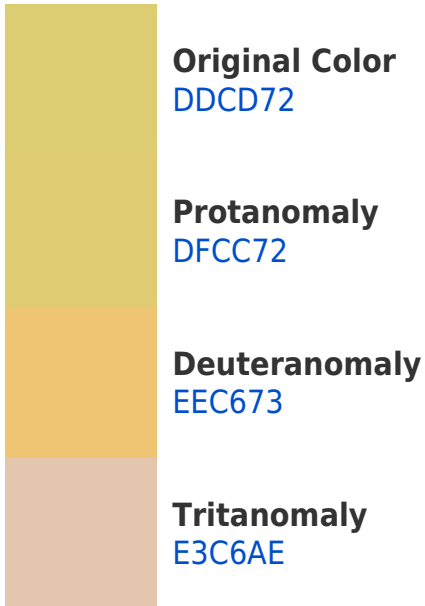 Original Color
DDCD72
Protanomaly
DFCC72
Deuteranomaly
EEC673
Tritanomaly
E3C6AE